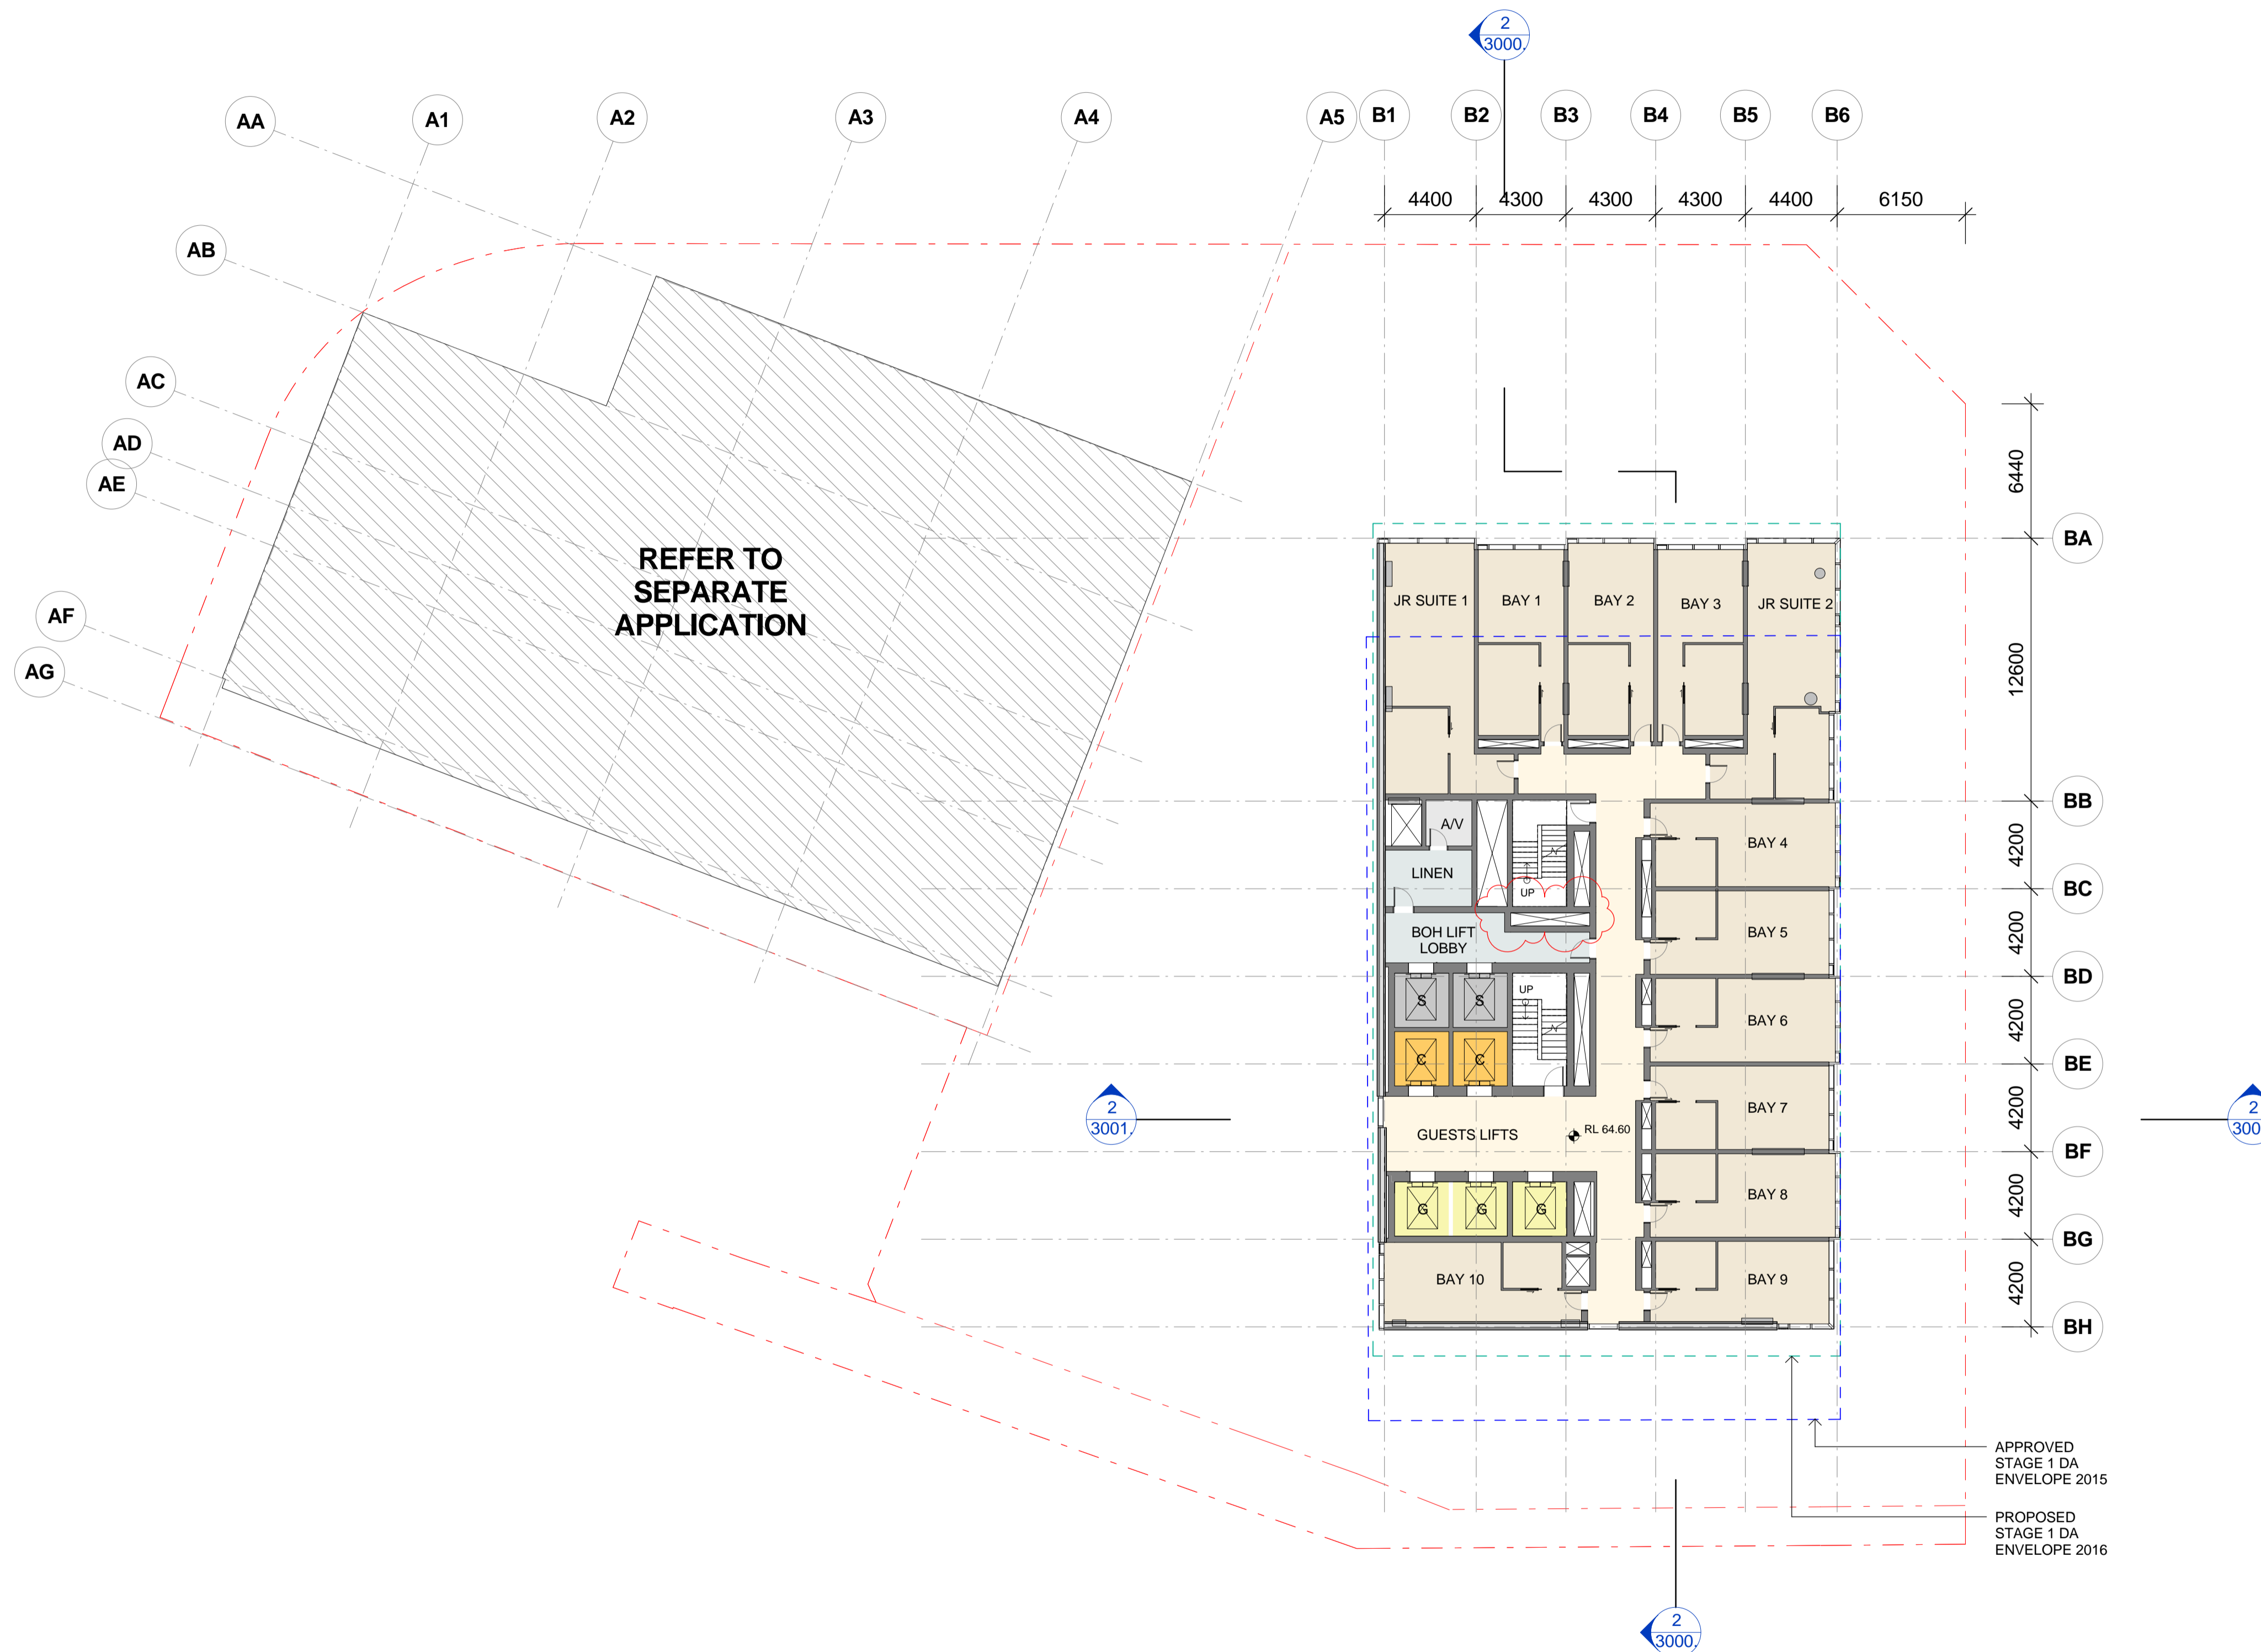 2
3000.
AA
A1
A2
A3
A4
A5
B1
B2
B3
B4
B5
B6
4400
4300
4300
4300
4400
6150
AB
AC
AD
AE
AF
AG
REFER TO
SEPARATE
APPLICATION
6440
BA
12600
JR SUITE 1
BAY 1
BAY 2
BAY 3
JR SUITE 2
BB
A/V
4200
BAY 4
LINEN
UP
BC
BOH LIFT
LOBBY
4200
BAY 5
BD
S
S
UP
4200
BAY 6
C
C
BE
2
3001.
GUESTS LIFTS
RL 64.60
4200
BAY 7
2
300
BF
G
G
G
4200
BAY 8
BG
BAY 10
BAY 9
4200
BH
APPROVED
STAGE 1 DA
ENVELOPE 2015
PROPOSED
STAGE 1 DA
ENVELOPE 2016
2
3000.